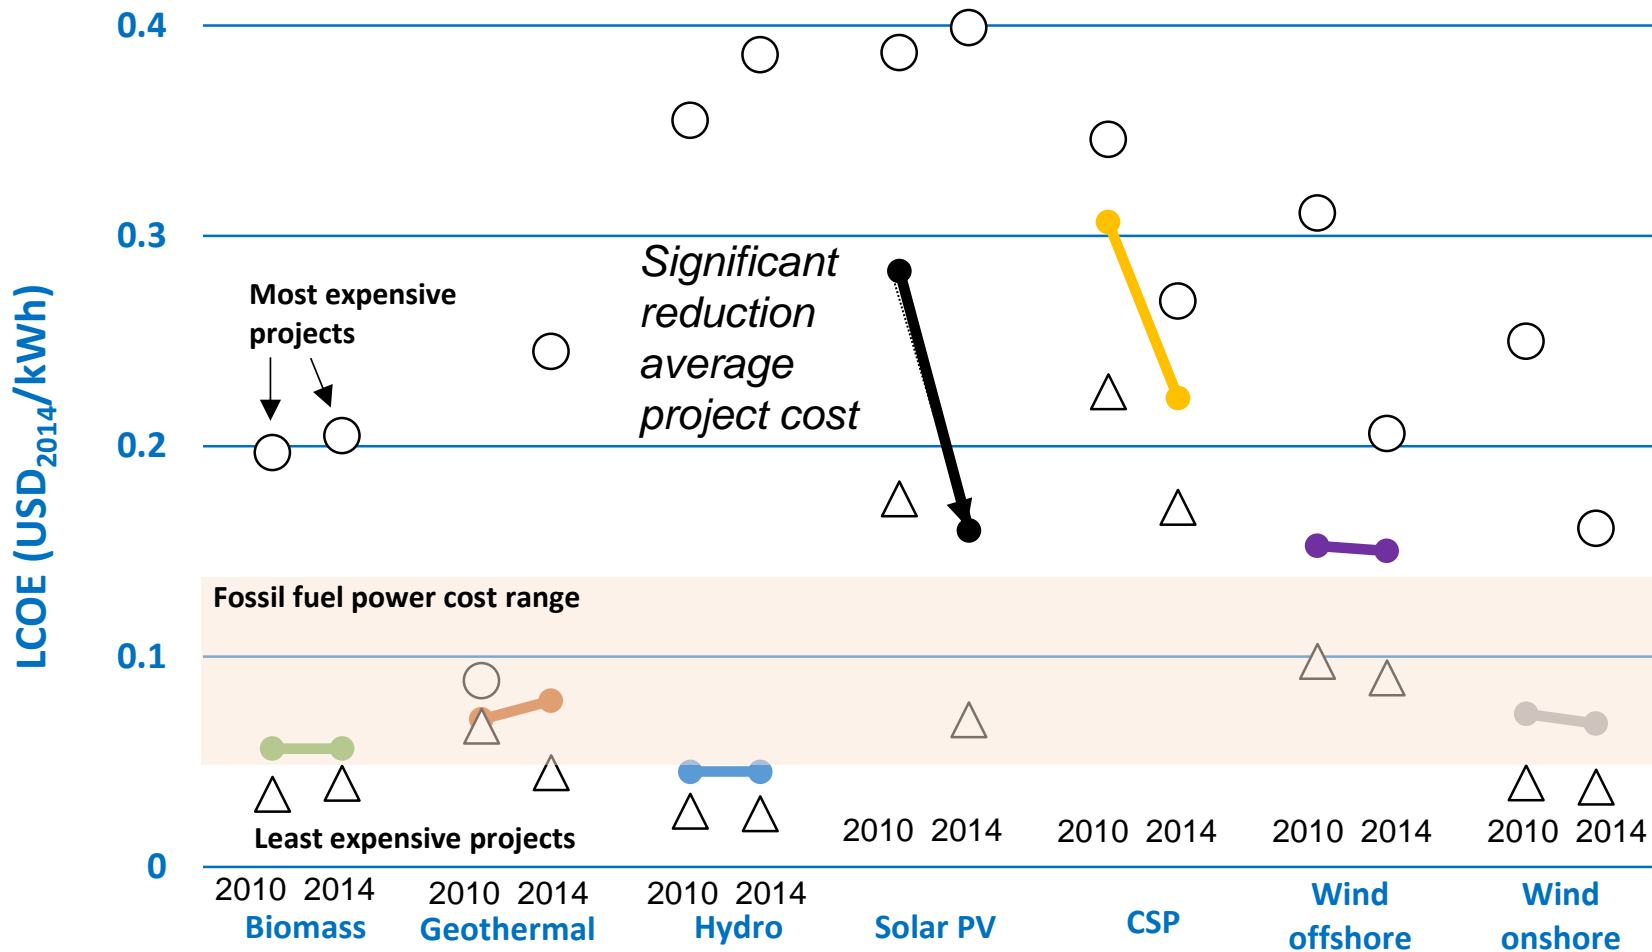 0.4
0.3
0.2
0.1
0
LCOE (USD2014/kWh)
Most expensive
projects
Significant
reduction
average
project cost
Fossil fuel power cost range
Least expensive projects
2010 2014
2010 2014
2010 2014
2010 2014
2010 2014
2010 2014
2010 2014
Biomass
Geothermal
Hydro
Solar PV
CSP
Wind
offshore
Wind
onshore